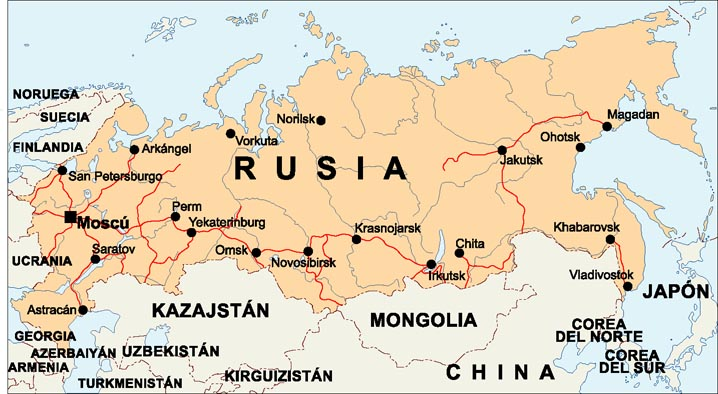 NORUEGA
SUECIA
FINLANDIA
Arkángel
San Petersburgo
Vorkuta
Norilsk
RUSIA
Magadan
Ohotsk
Jakutsk
Moscú
Perm
Yekaterinburg
Saratov
Omsk
Novosibirsk
Krasnojarsk
Irkutsk
Chita
Khabarovsk
Vladivostok
UCRANIA
Astracán
GEORGIA
AZERBAIYÁN
ARMENIA
KAZAJSTÁN
UZBEKISTÁN
TURKMENISTÁN
KIRGUIZISTÁN
MONGOLIA
CHINA
JAPÓN
COREA
DEL NORTE
COREA
DEL SUR